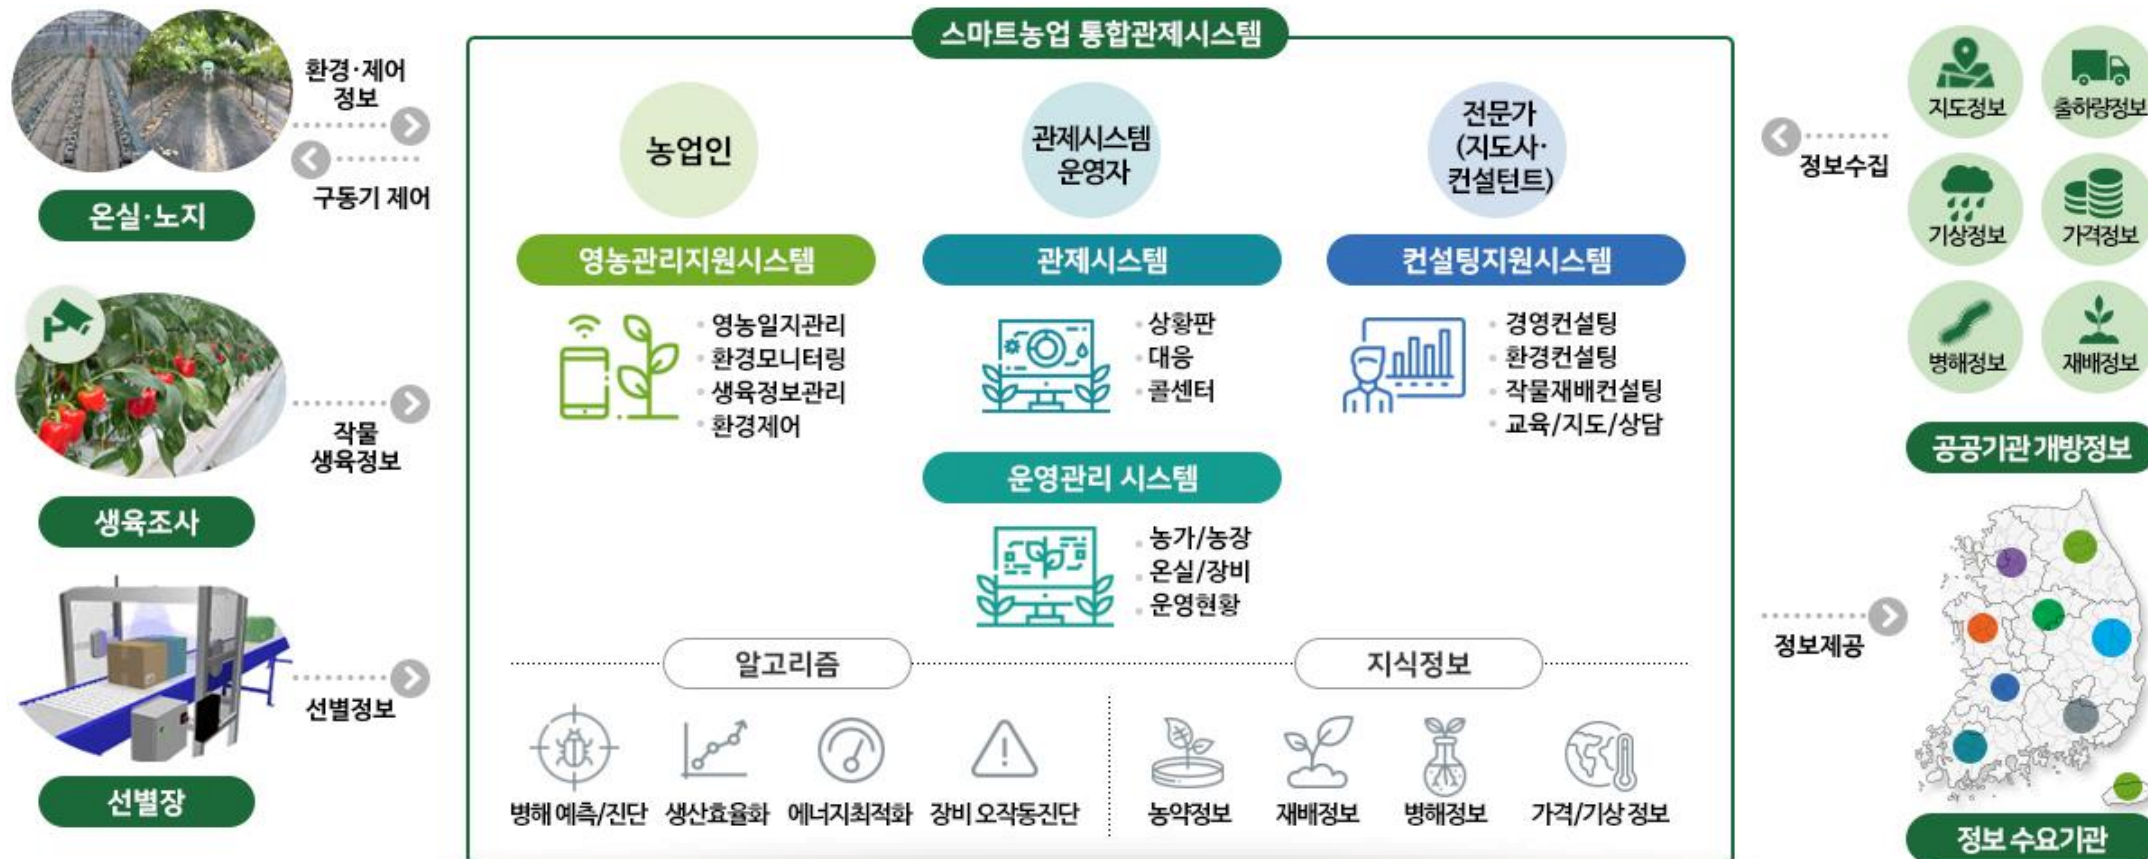 스마트농업 통합관제시스템
환경·제어
정보
구동기 제어
온실·노지
작물
생육정보
생육조사
선별정보
선별장
농업인
영농관리지원시스템
영농일지관리
환경모니터링
생육정보관리
환경제어
관제시스템
운영자
관제시스템
상황판
대응
콜센터
운영관리 시스템
농가/농장
온실/장비
운영현황
전문가
(지도사·
컨설턴트)
컨설팅지원시스템
경영컨설팅
환경컨설팅
작물재배컨설팅
교육/지도/상담
알고리즘
병해 예측/진단
생산효율화
에너지최적화
장비 오작동진단
지식정보
농약정보
재배정보
병해정보
가격/기상 정보
정보수집
지도정보
출하량정보
기상정보
가격정보
병해정보
재배정보
공공기관 개방정보
정보제공
정보 수요기관